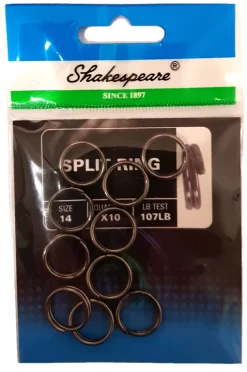 Shakespeare®
SINCE 1897
SPLIT RING
SIZE LB TEST
14 X10 107LB